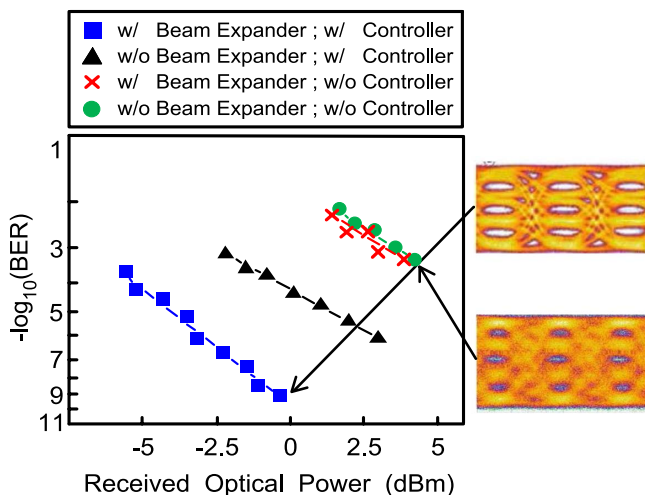 w/ Beam Expander ; w/ Controller
w/o Beam Expander ; w/ Controller
w/ Beam Expander ; w/o Controller
w/o Beam Expander ; w/o Controller
1
3
5
7
9
11
-log10(BER)
-5 -2.5 0 2.5 5
Received Optical Power (dBm)